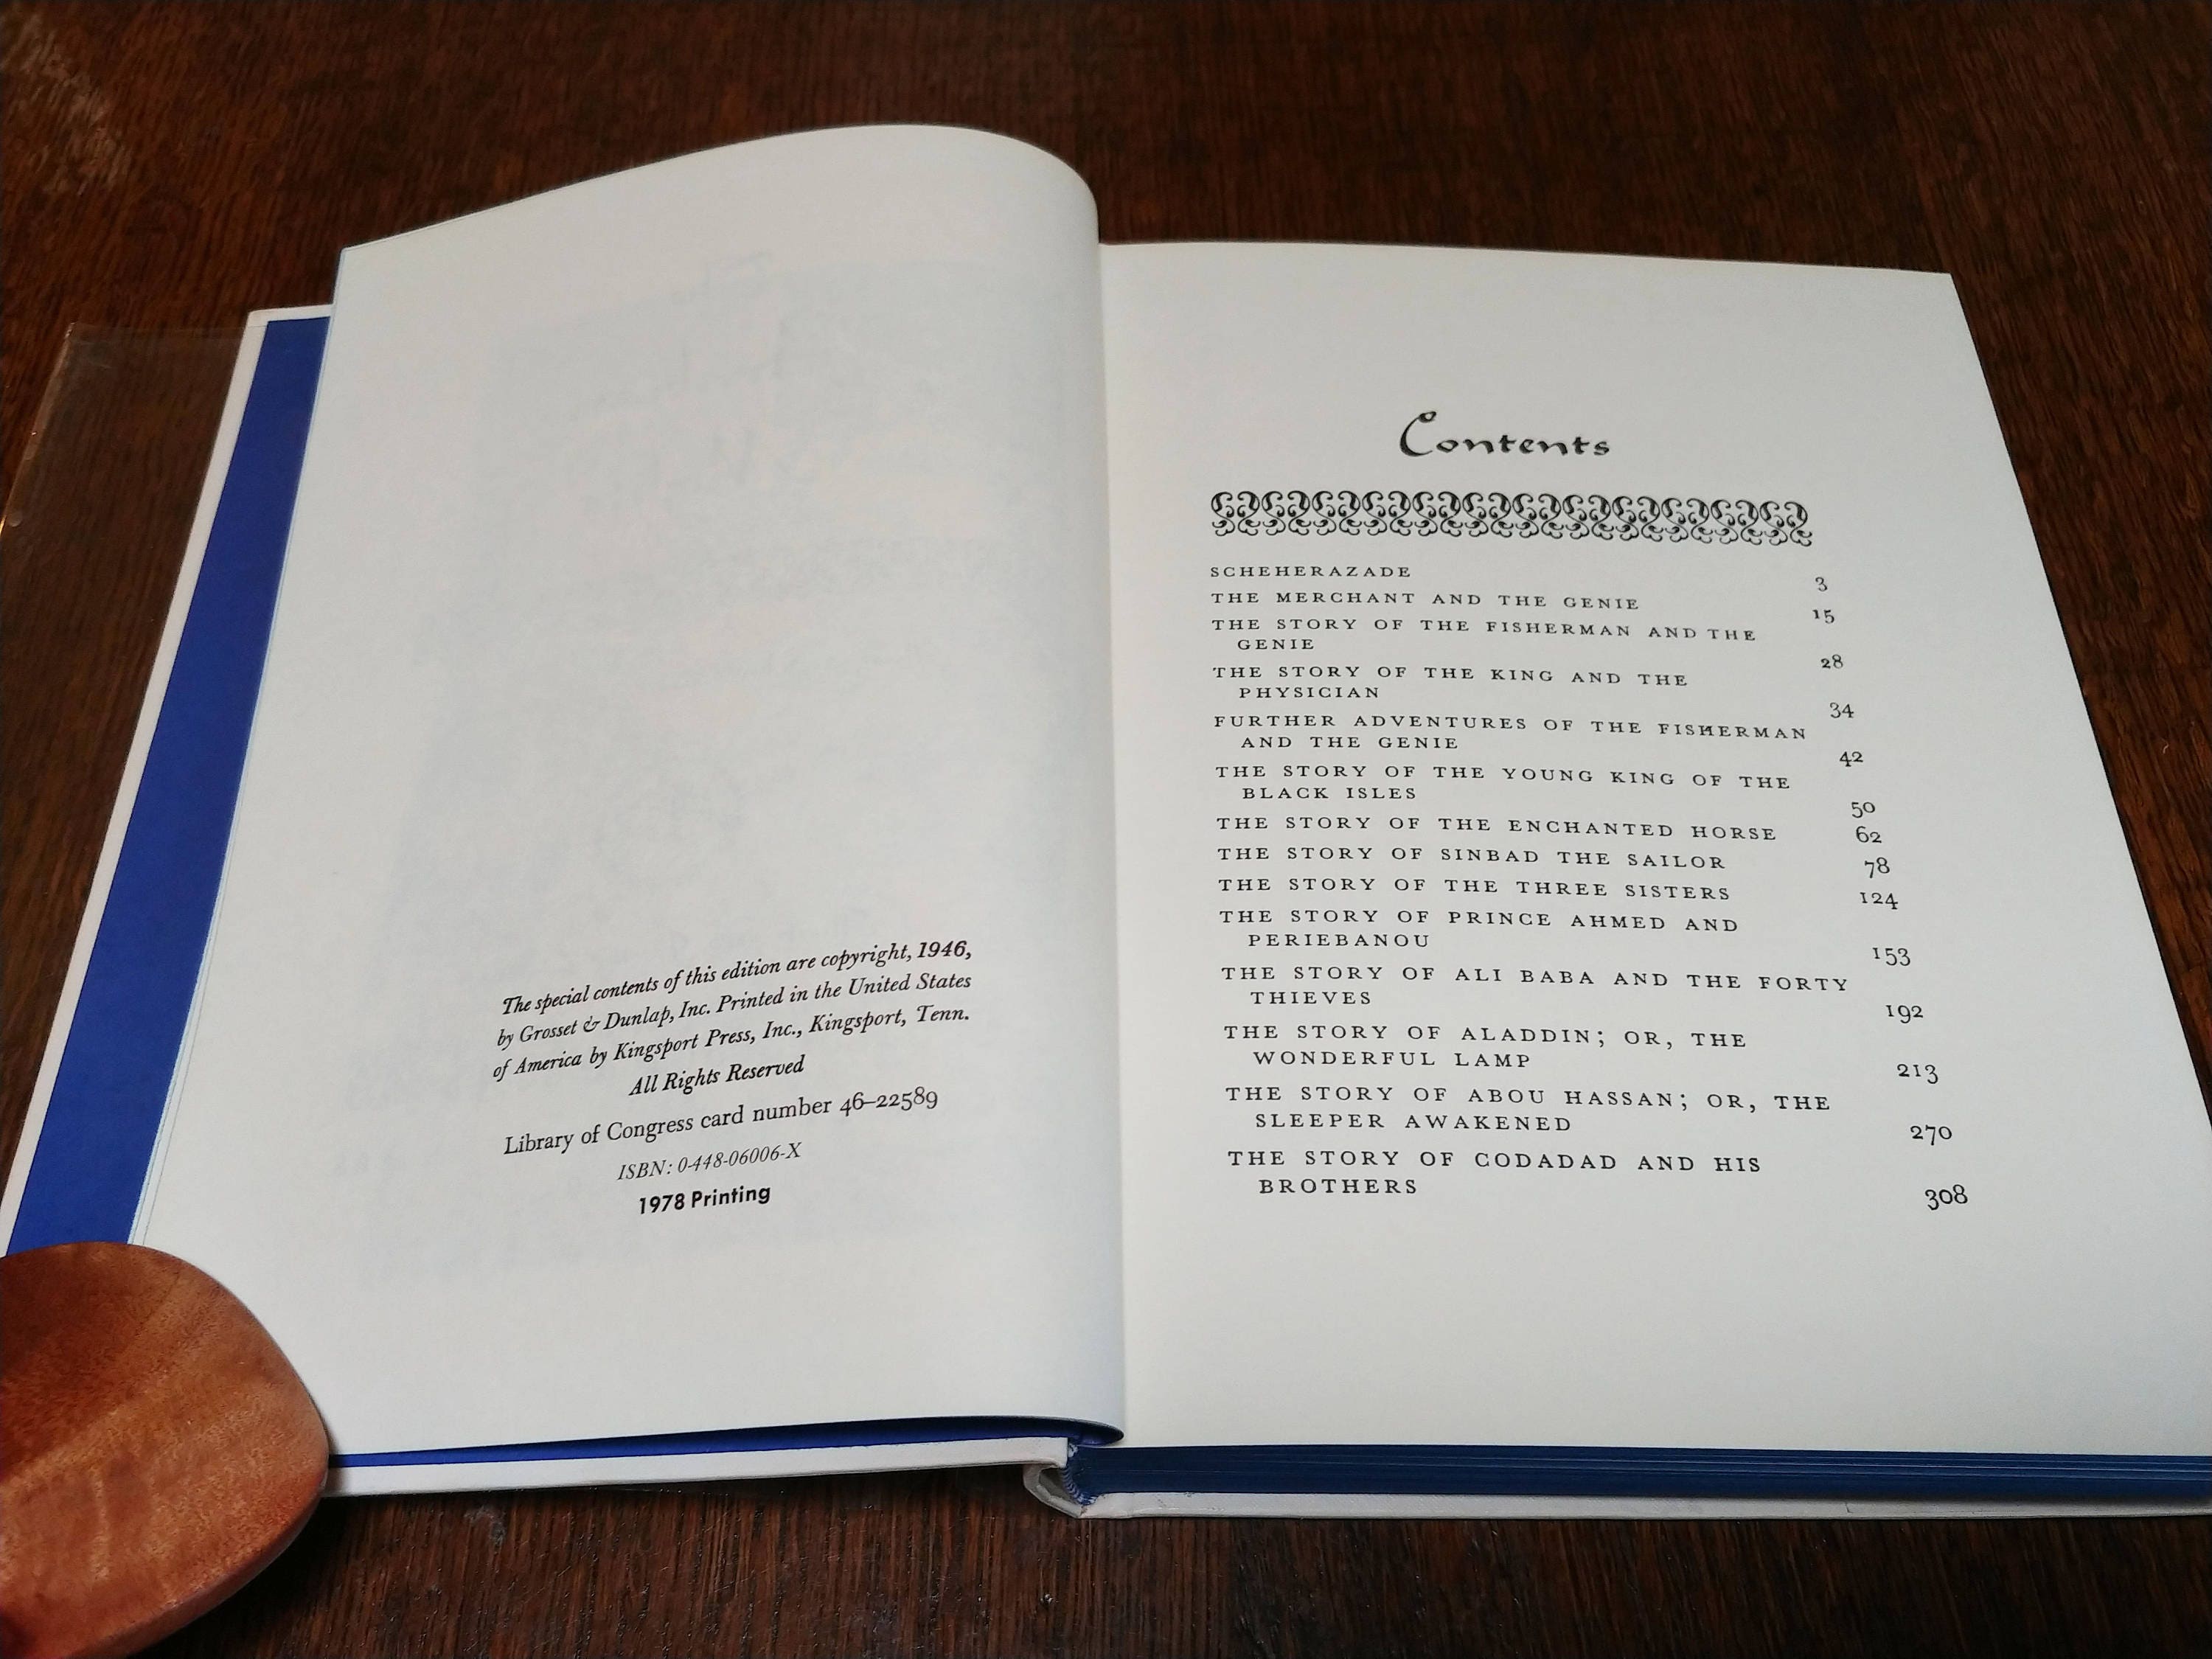 The special contents of this edition are copyright, 1946,
by Grosset & Dunlap, Inc. Printed in the United States
of America by Kingsport Press, Inc., Kingsport, Tenn.
All Rights Reserved
Library of Congress card number 46–22589
ISBN: 0-448-06006-X
1978 Printing
Contents
SCHEHERAZADE 3
THE MERCHANT AND THE GENIE 15
THE STORY OF THE FISHERMAN AND THE
GENIE 28
THE STORY OF THE KING AND THE
PHYSICIAN 34
FURTHER ADVENTURES OF THE FISHERMAN
AND THE GENIE 42
THE STORY OF THE YOUNG KING OF THE
BLACK ISLES 50
THE STORY OF THE ENCHANTED HORSE 62
THE STORY OF SINBAD THE SAILOR 78
THE STORY OF THE THREE SISTERS 124
THE STORY OF PRINCE AHMED AND
PERIEBANOU 153
THE STORY OF ALI BABA AND THE FORTY
THIEVES 192
THE STORY OF ALADDIN; OR, THE
WONDERFUL LAMP 213
THE STORY OF ABOU HASSAN; OR, THE
SLEEPER AWAKENED 270
THE STORY OF CODADAD AND HIS
BROTHERS 308